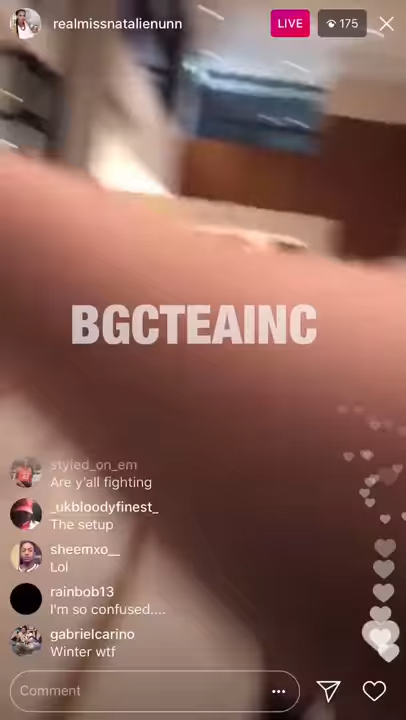 realmissnatalienunn
LIVE
175
BGCTEAINC
styled_on_em
Are y'all fighting
_ukbloodyfinest_
The setup
sheemxo__
Lol
rainbob13
I'm so confused....
gabrielcarino
Winter wtf
Comment